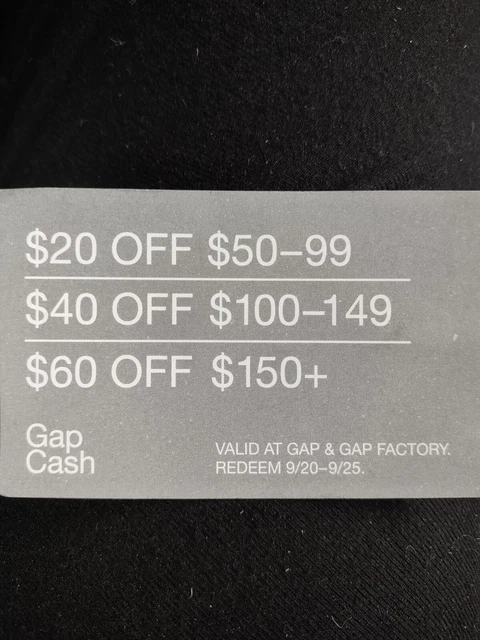 $20 OFF $50–99
$40 OFF $100–149
$60 OFF $150+
Gap
Cash
VALID AT GAP & GAP FACTORY.
REDEEM 9/20–9/25.